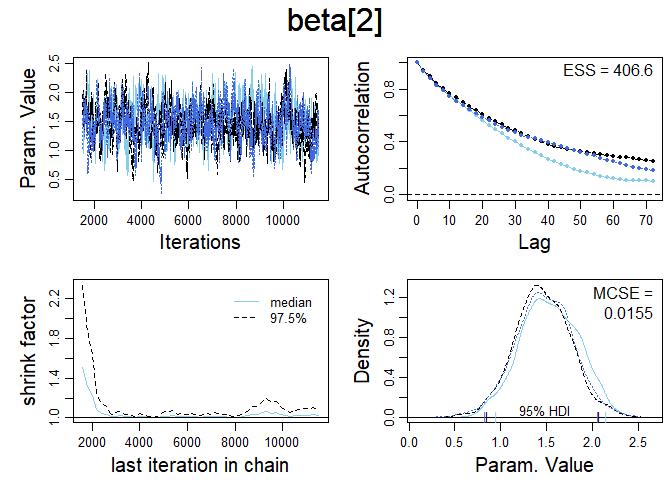 beta[2]
Param. Value
0.5 1.0 1.5 2.0 2.5
2000 4000 6000 8000 10000
Iterations
Autocorrelation
0.0 0.4 0.8
ESS = 406.6
0 10 20 30 40 50 60 70
Lag
shrink factor
1.0 1.4 1.8 2.2
median
97.5%
2000 4000 6000 8000 10000
last iteration in chain
Density
0.0 0.4 0.8 1.2
MCSE =
0.0155
95% HDI
0.0 0.5 1.0 1.5 2.0 2.5
Param. Value